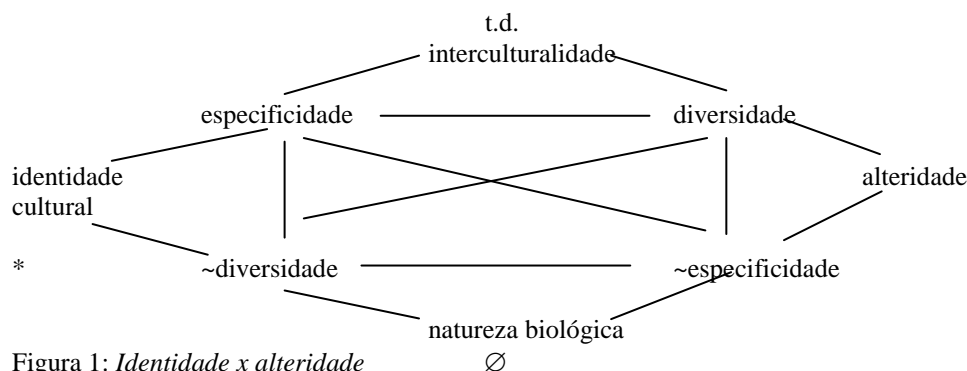 t.d.
interculturalidade
especificidade diversidade
identidade
cultural
alteridade
* ~diversidade ~especificidade
natureza biológica
Figura 1: Identidade x alteridade ∅